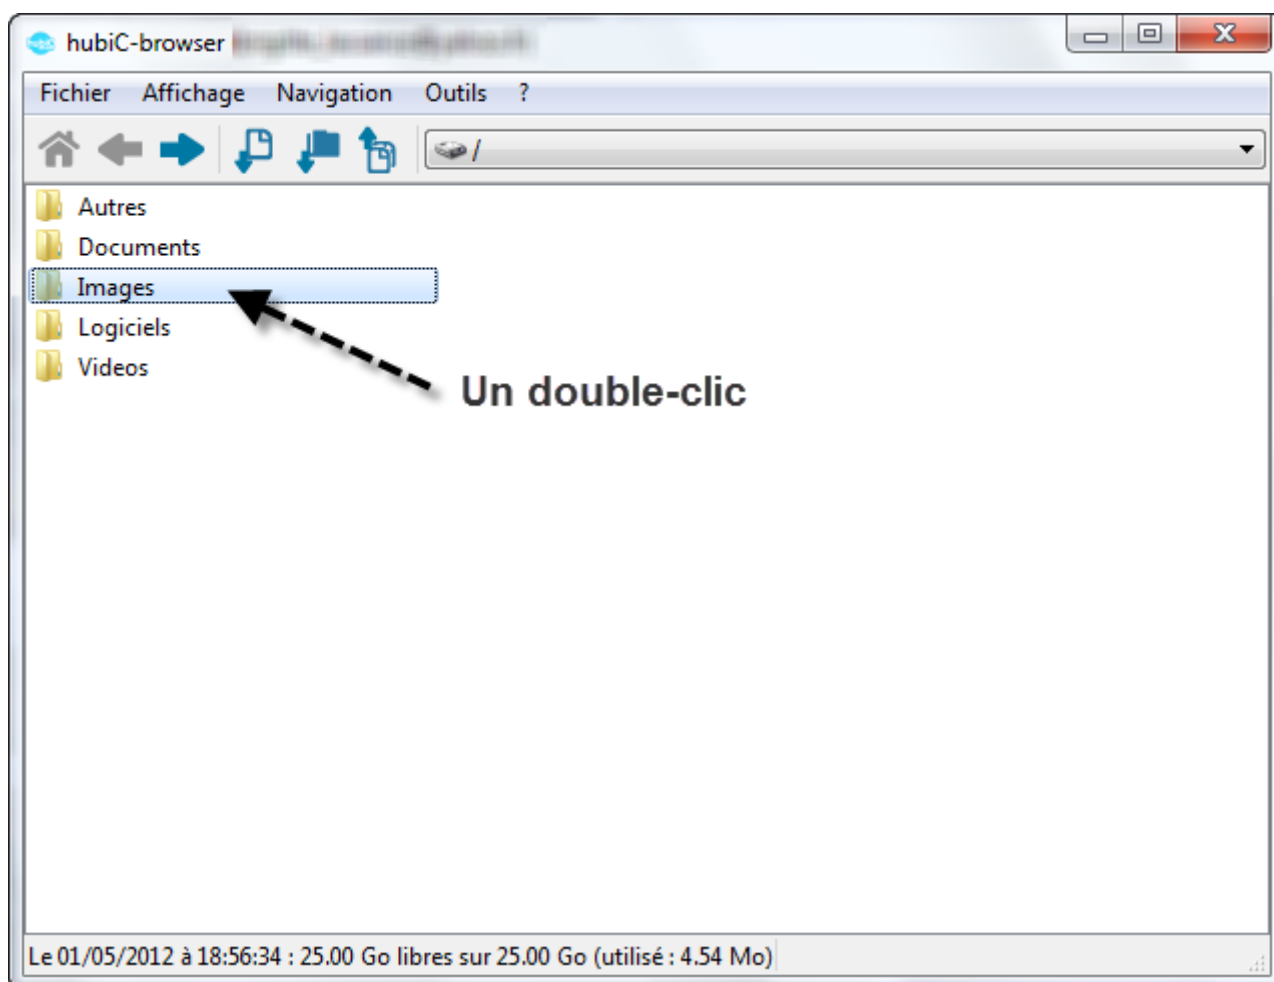 hubiC-browser
Fichier Affichage Navigation Outils ?
/
Autres
Documents
Images
Logiciels
Videos
Un double-clic
Le 01/05/2012 à 18:56:34 : 25.00 Go libres sur 25.00 Go (utilisé : 4.54 Mo)